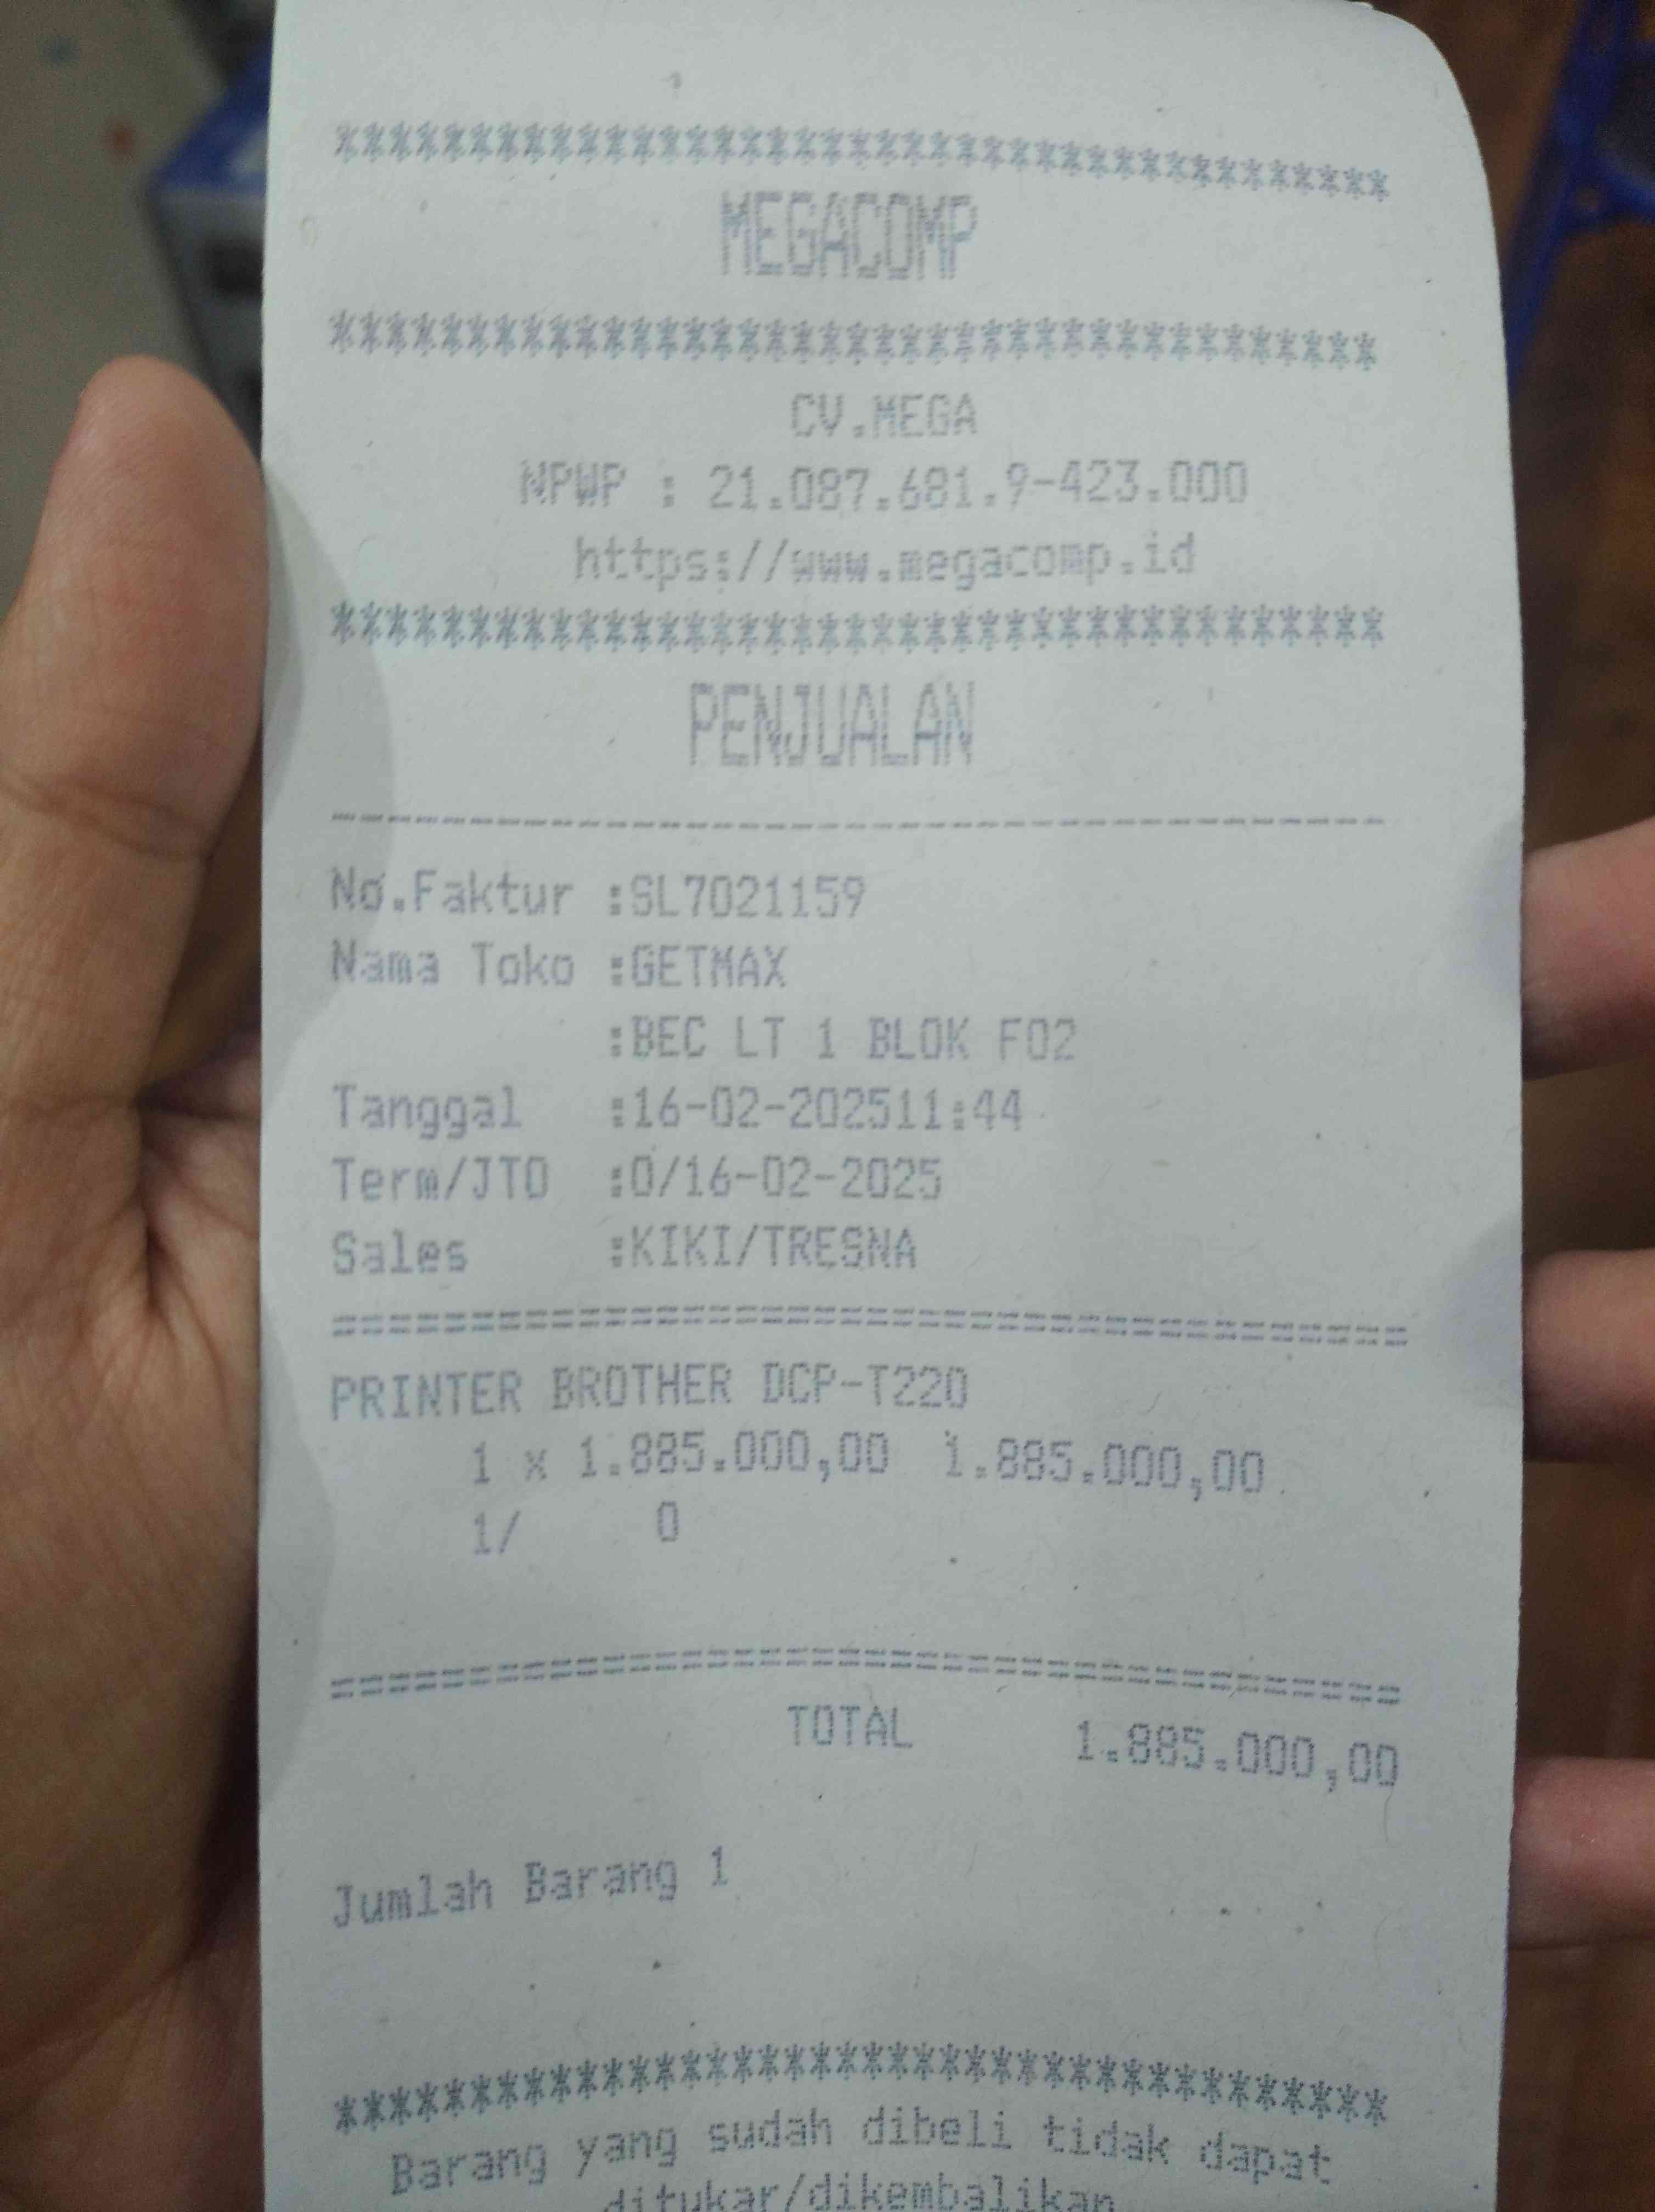 ***************************************
MEGACOMP
***************************************
CV.MEGA
NPWP : 21.087.681.9-423.000
https://www.megacomp.id
***************************************
PENJUALAN
---------------------------------------
No.Faktur :SL7021159
Nama Toko :GETMAX
:BEC LT 1 BLOK F02
Tanggal :16-02-202511:44
Term/JTO :0/16-02-2025
Sales :KIKI/TRESNA
=======================================
PRINTER BROTHER DCP-T220
1 x 1.885.000,00 1.885.000,00
1/ 0
=======================================
TOTAL 1.885.000,00
Jumlah Barang 1
***************************************
Barang yang sudah dibeli tidak dapat
ditukar/dikembalikan